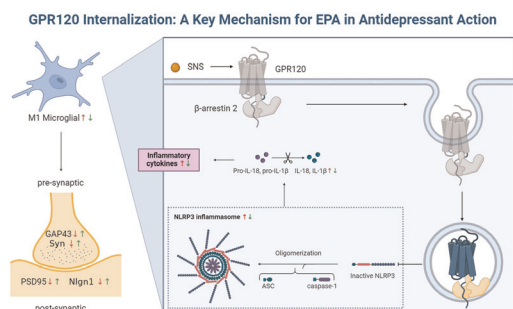 GPR120 Internalization: A Key Mechanism for EPA in Antidepressant Action
SNS
GPR120
β-arrestin 2
M1 Microglial↑↓
Inflammatory
cytokines ↑↓
Pro-IL-18, pro-IL-1β
IL-18, IL-1β↑↓
pre-synaptic
GAP43↓↑
Syn ↓↑
PSD95↓↑
Nlgn1 ↓↑
post-synaptic
NLRP3 inflammasome ↑↓
Oligomerization
ASC
caspase-1
Inactive NLRP3